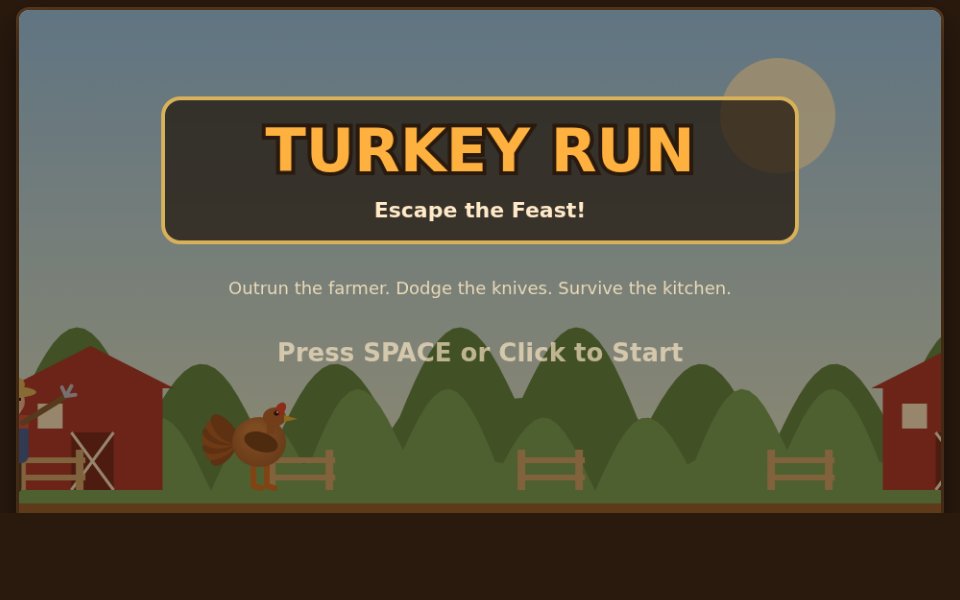 TURKEY RUN
Escape the Feast!
Outrun the farmer. Dodge the knives. Survive the kitchen.
Press SPACE or Click to Start